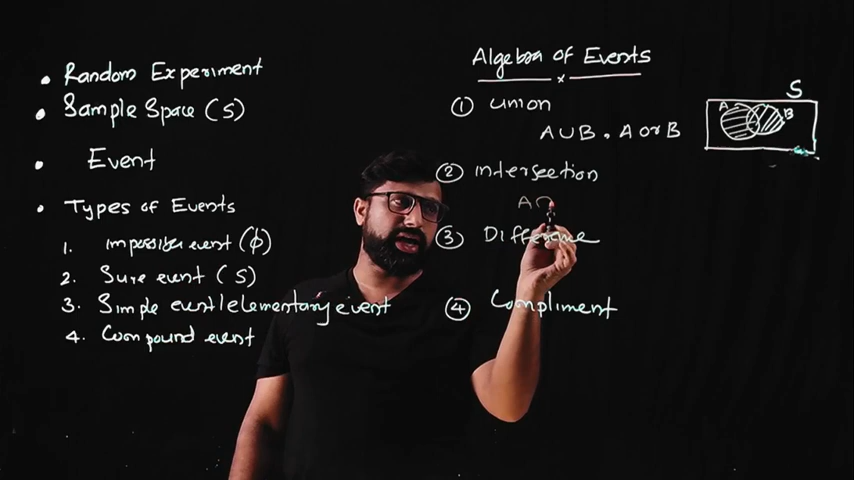 Random Experiment
Sample Space (S)
Event
Types of Events
1. Impossible event (ϕ)
2. Sure event (S)
3. Simple event/elementary event
4. Compound event
Algebra of Events
① Union
A∪B, A or B
S
A B
② Intersection
A∩
③ Difference
④ Compliment